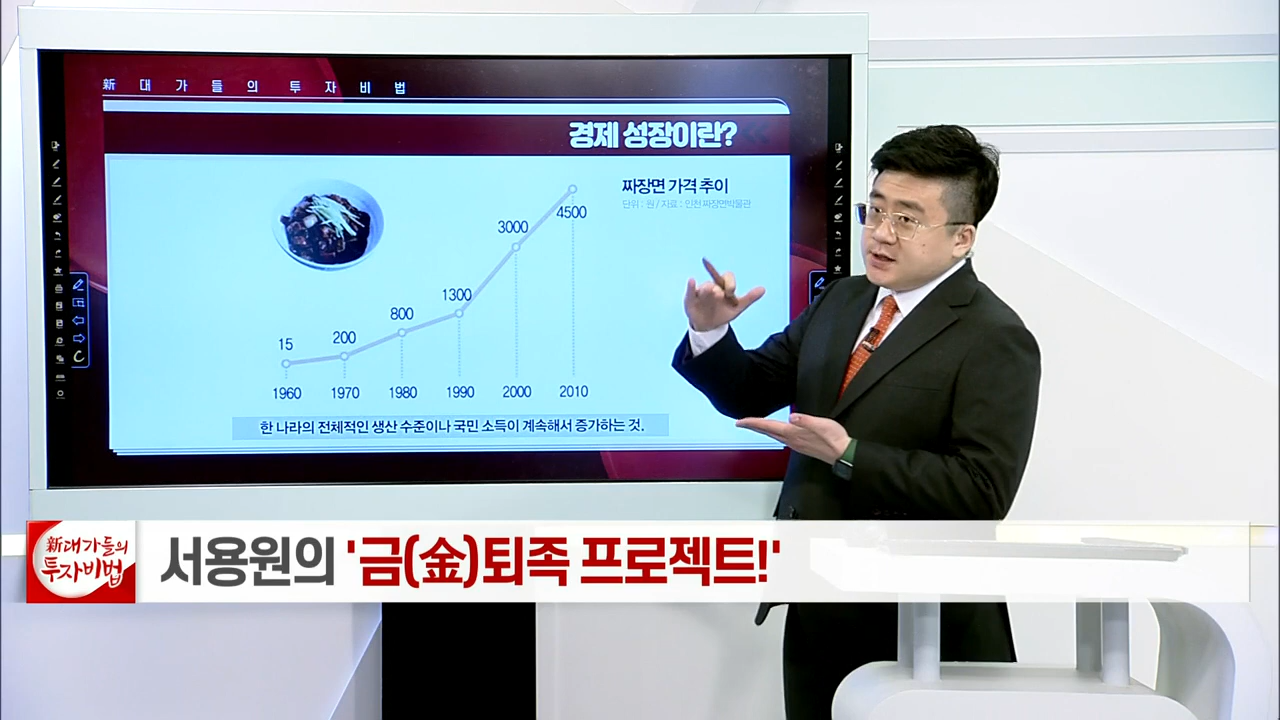 新 대 가 들 의 투 자 비 법
경제 성장이란?
짜장면 가격 추이
단위 : 원 / 자료 : 인천 짜장면박물관
4500
3000
1300
800
200
15
1960 1970 1980 1990 2000 2010
한 나라의 전체적인 생산 수준이나 국민 소득이 계속해서 증가하는 것.
新대가들의
투자비법
서용원의 '금(金)퇴족 프로젝트!'